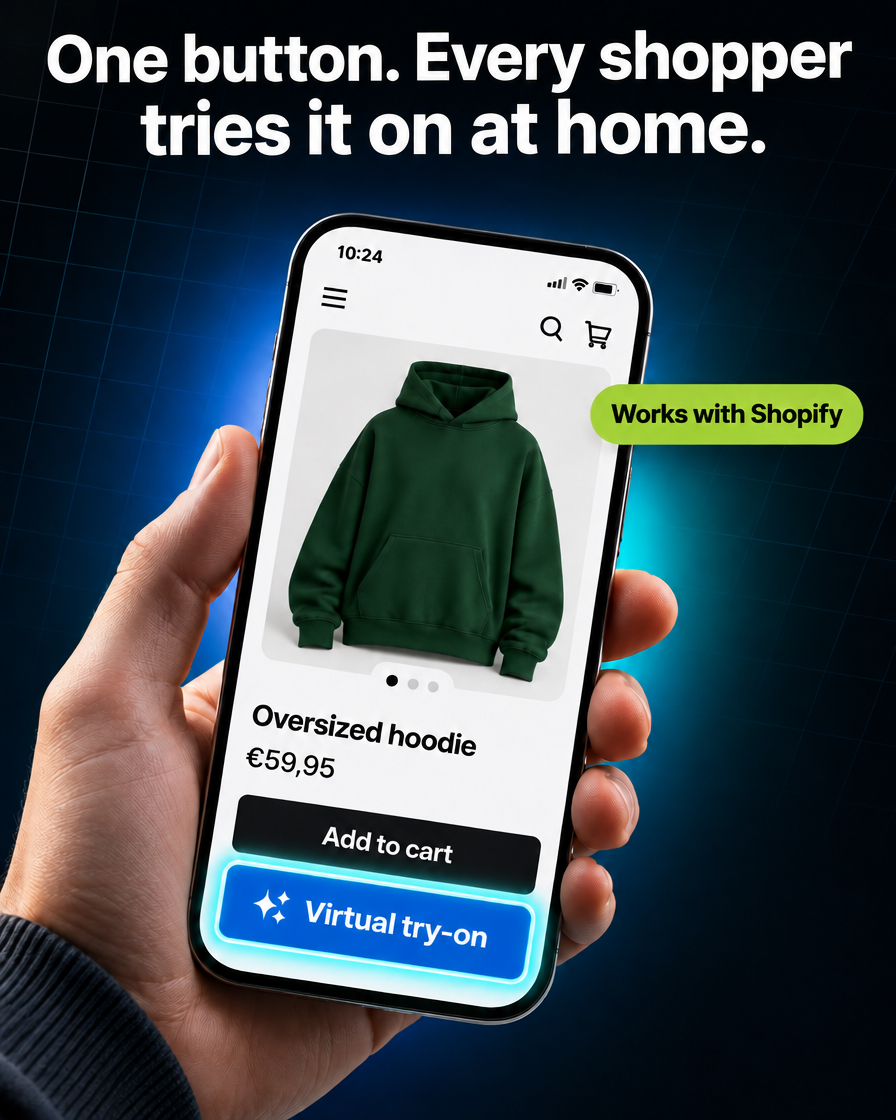 One button. Every shopper
tries it on at home.
10:24
Works with Shopify
Oversized hoodie
€59,95
Add to cart
Virtual try-on